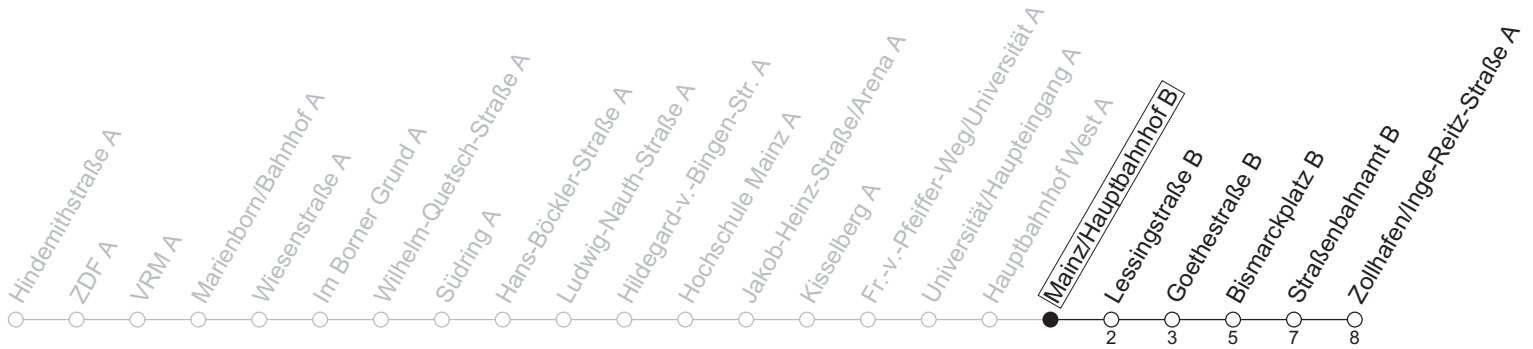 Hindemithstraße A
ZDF A
VRM A
Marienborn/Bahnhof A
Wiesenstraße A
Im Borner Grund A
Wilhelm-Quetsch-Straße A
Südring A
Hans-Böckler-Straße A
Ludwig-Nauth-Straße A
Hildegard-v.-Bingen-Str. A
Hochschule Mainz A
Jakob-Heinz-Straße/Arena A
Kisselberg A
Fr.-v.-Pfeiffer-Weg/Universität A
Universität/Haupteingang A
Hauptbahnhof West A
Mainz/Hauptbahnhof B
Lessingstraße B
Goethestraße B
Bismarckplatz B
Straßenbahnamt B
Zollhafen/Inge-Reitz-Straße A
2 3 5 7 8